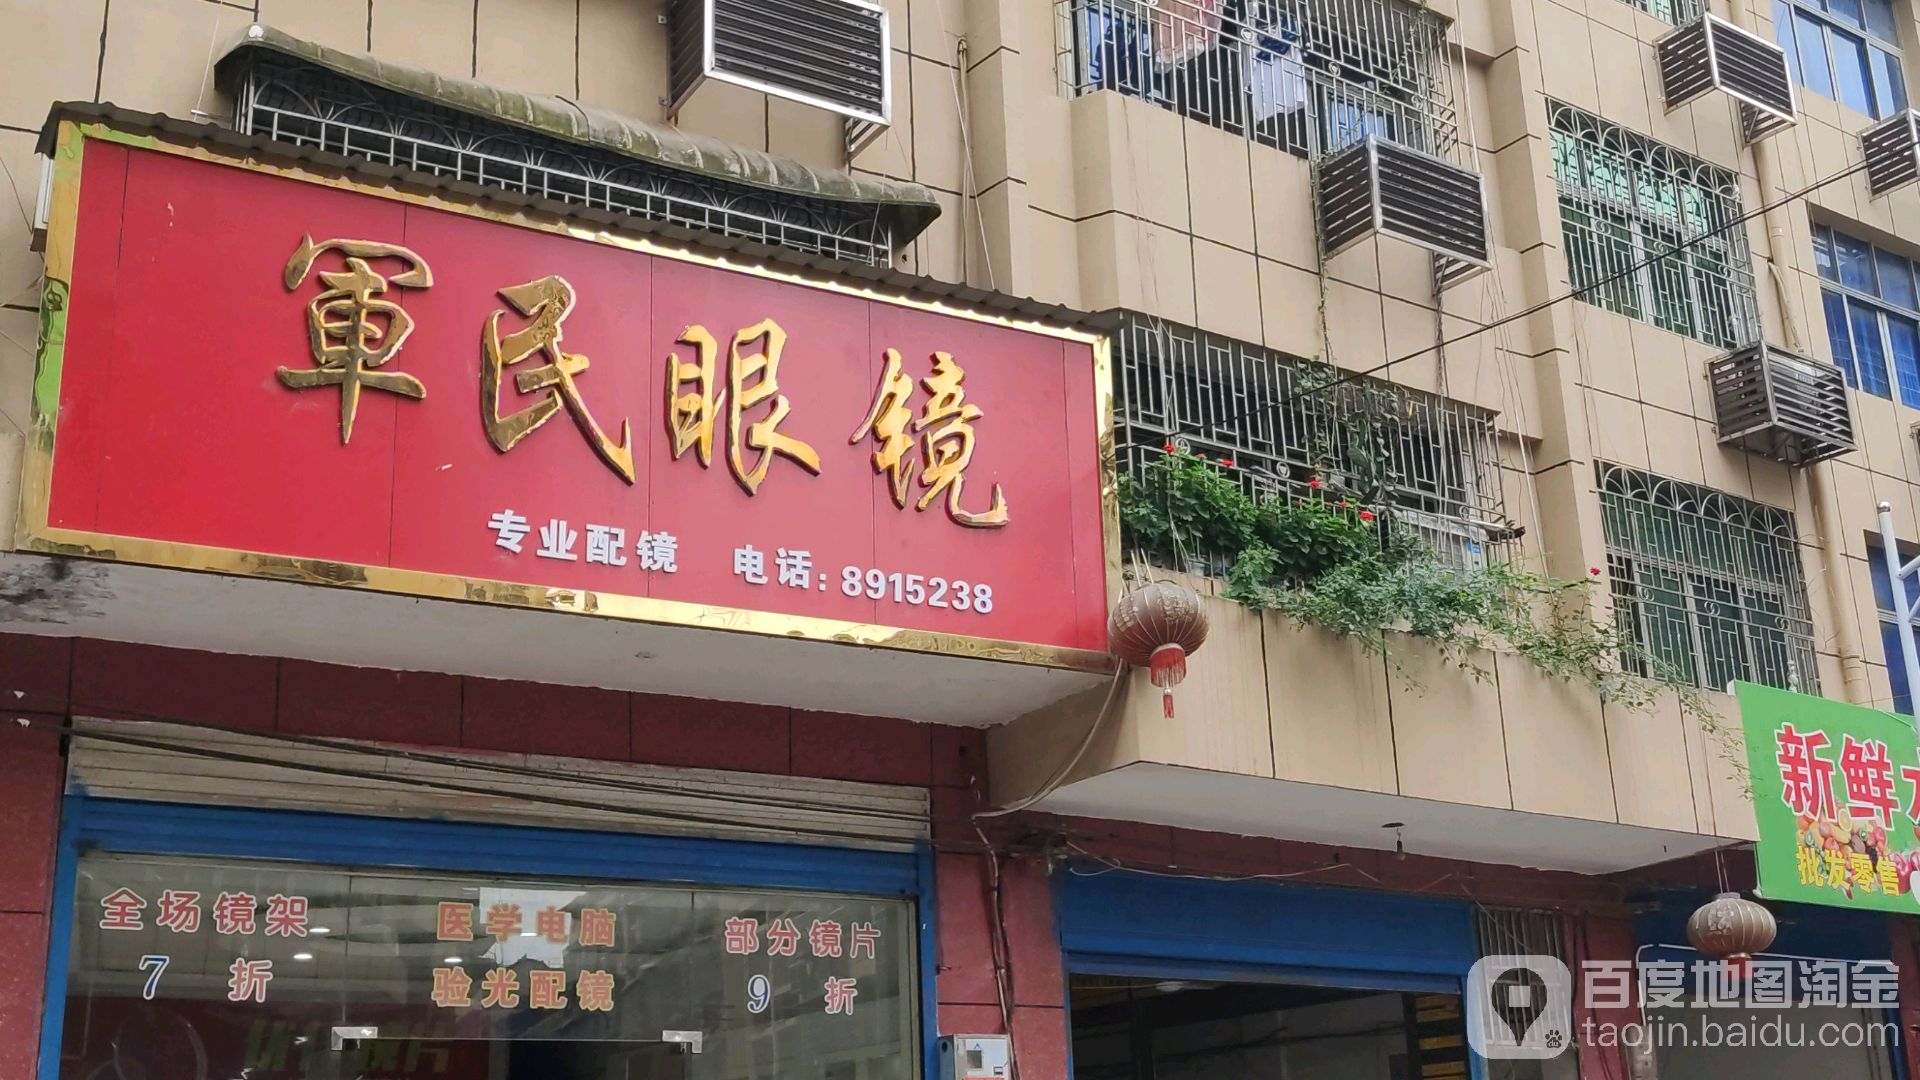 軍民眼镜
专业配镜 电话:8915238
全场镜架
7 折
医学电脑
验光配镜
部分镜片
9 折
新鲜
批发零售
百度地图淘金
taojin.baidu.com